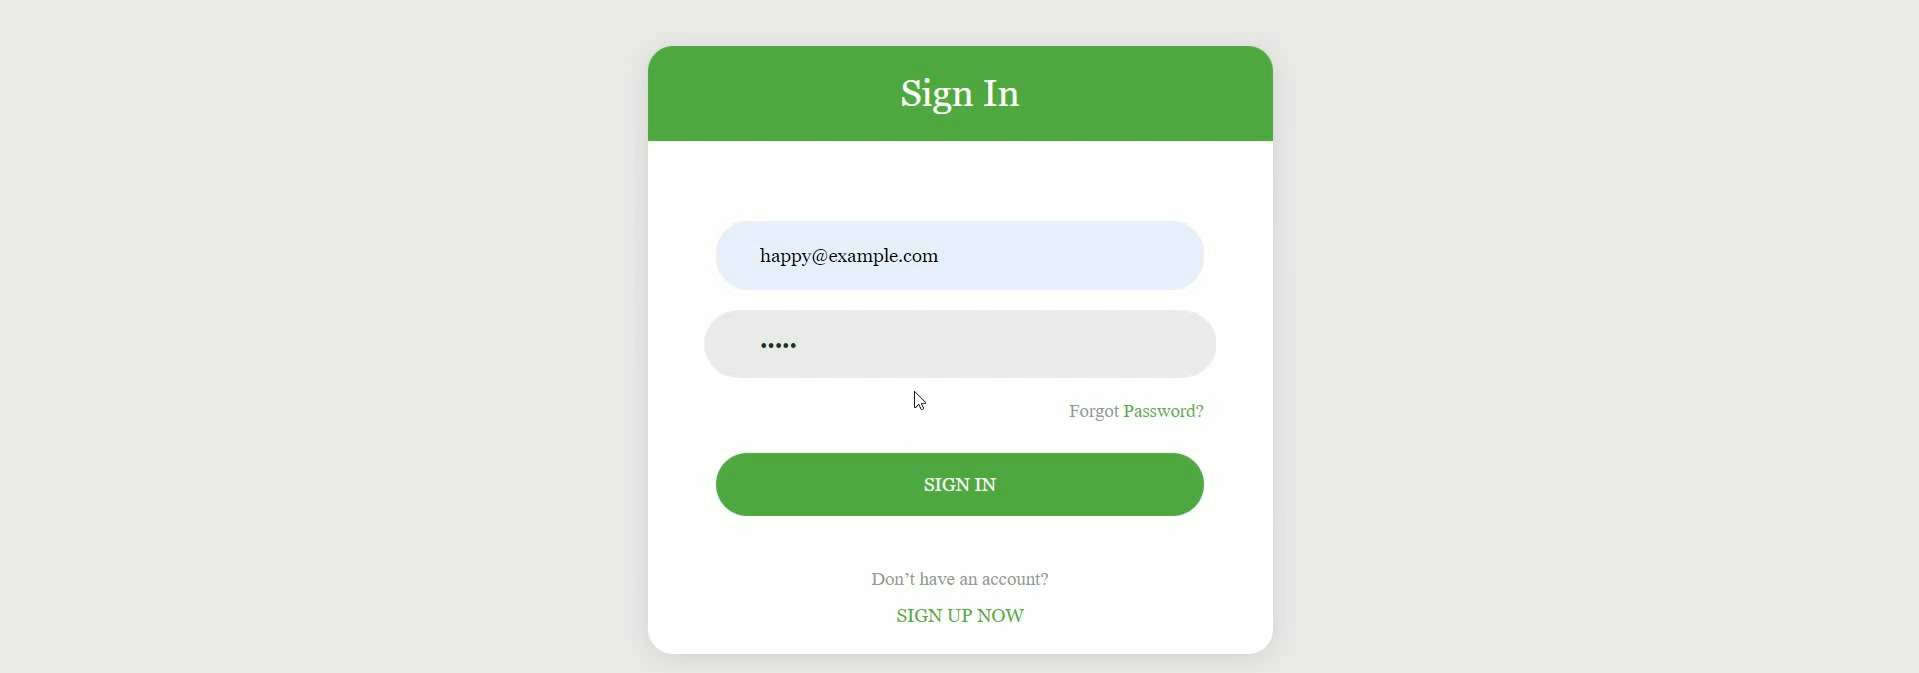 Sign In
happy@example.com
•••••
Forgot Password?
SIGN IN
Don’t have an account?
SIGN UP NOW